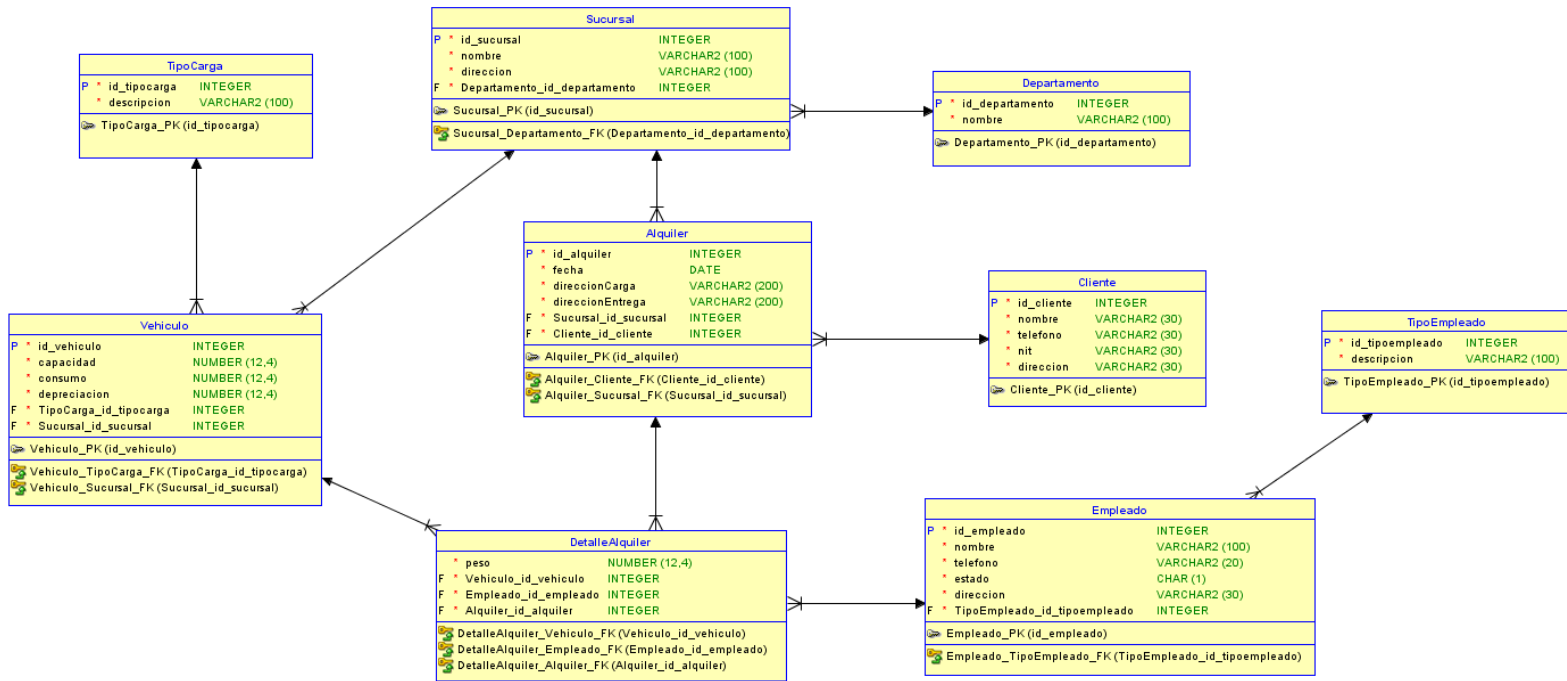 Sucursal
P * id_sucursal INTEGER
* nombre VARCHAR2 (100)
* direccion VARCHAR2 (100)
F * Departamento_id_departamento INTEGER
Sucursal_PK (id_sucursal)
Sucursal_Departamento_FK (Departamento_id_departamento)
TipoCarga
P * id_tipocarga INTEGER
* descripcion VARCHAR2 (100)
TipoCarga_PK (id_tipocarga)
Departamento
P * id_departamento INTEGER
* nombre VARCHAR2 (100)
Departamento_PK (id_departamento)
Alquiler
P * id_alquiler INTEGER
* fecha DATE
* direccionCarga VARCHAR2 (200)
* direccionEntrega VARCHAR2 (200)
F * Sucursal_id_sucursal INTEGER
F * Cliente_id_cliente INTEGER
Alquiler_PK (id_alquiler)
Alquiler_Cliente_FK (Cliente_id_cliente)
Alquiler_Sucursal_FK (Sucursal_id_sucursal)
Cliente
P * id_cliente INTEGER
* nombre VARCHAR2 (30)
* telefono VARCHAR2 (30)
* nit VARCHAR2 (30)
* direccion VARCHAR2 (30)
Cliente_PK (id_cliente)
Vehiculo
P * id_vehiculo INTEGER
* capacidad NUMBER (12,4)
* consumo NUMBER (12,4)
* depreciacion NUMBER (12,4)
F * TipoCarga_id_tipocarga INTEGER
F * Sucursal_id_sucursal INTEGER
Vehiculo_PK (id_vehiculo)
Vehiculo_TipoCarga_FK (TipoCarga_id_tipocarga)
Vehiculo_Sucursal_FK (Sucursal_id_sucursal)
TipoEmpleado
P * id_tipoempleado INTEGER
* descripcion VARCHAR2 (100)
TipoEmpleado_PK (id_tipoempleado)
DetalleAlquiler
* peso NUMBER (12,4)
F * Vehiculo_id_vehiculo INTEGER
F * Empleado_id_empleado INTEGER
F * Alquiler_id_alquiler INTEGER
DetalleAlquiler_Vehiculo_FK (Vehiculo_id_vehiculo)
DetalleAlquiler_Empleado_FK (Empleado_id_empleado)
DetalleAlquiler_Alquiler_FK (Alquiler_id_alquiler)
Empleado
P * id_empleado INTEGER
* nombre VARCHAR2 (100)
* telefono VARCHAR2 (20)
* estado CHAR (1)
* direccion VARCHAR2 (30)
F * TipoEmpleado_id_tipoempleado INTEGER
Empleado_PK (id_empleado)
Empleado_TipoEmpleado_FK (TipoEmpleado_id_tipoempleado)